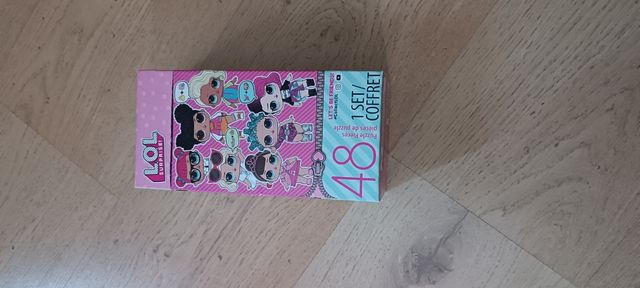 L.O.L
SURPRISE!
LET'S BE FRIENDS!
48
Puzzle Pieces
pièces de puzzle
1 SET/
COFFRET